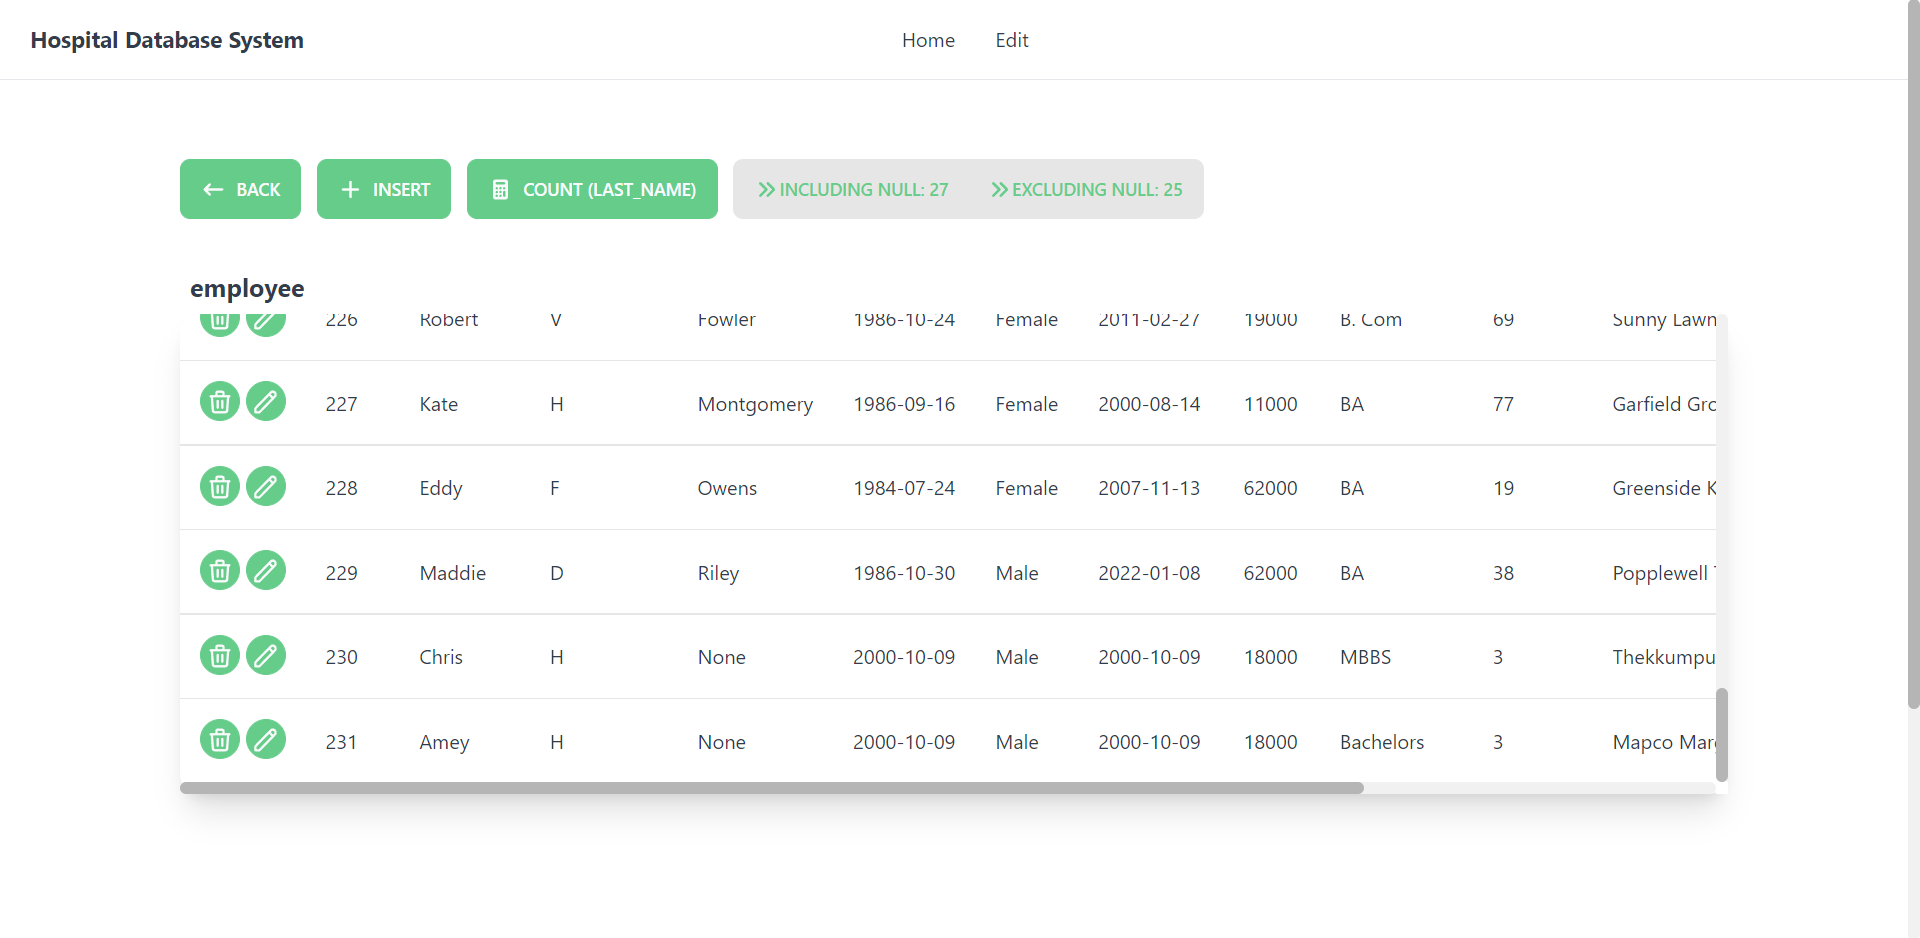 Hospital Database System Home Edit
BACK INSERT COUNT (LAST_NAME) INCLUDING NULL: 27 EXCLUDING NULL: 25
employee
226 Robert V Fowler 1986-10-24 Female 2011-02-27 19000 B. Com 69 Sunny Lawn
227 Kate H Montgomery 1986-09-16 Female 2000-08-14 11000 BA 77 Garfield Gro
228 Eddy F Owens 1984-07-24 Female 2007-11-13 62000 BA 19 Greenside K
229 Maddie D Riley 1986-10-30 Male 2022-01-08 62000 BA 38 Popplewell
230 Chris H None 2000-10-09 Male 2000-10-09 18000 MBBS 3 Thekkumpu
231 Amey H None 2000-10-09 Male 2000-10-09 18000 Bachelors 3 Mapco Marg